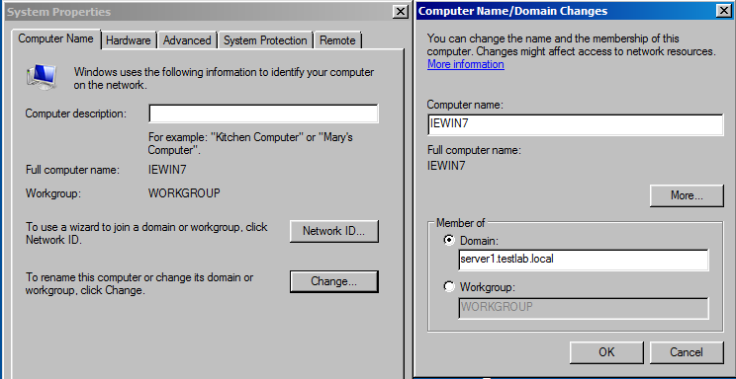 System Properties
Computer Name
Hardware
Advanced
System Protection
Remote
Windows uses the following information to identify your computer
on the network.
Computer description:
For example: "Kitchen Computer" or "Mary's
Computer".
Full computer name:
IEWIN7
Workgroup:
WORKGROUP
To use a wizard to join a domain or workgroup, click
Network ID.
Network ID...
To rename this computer or change its domain or
workgroup, click Change.
Change...
Computer Name/Domain Changes
You can change the name and the membership of this
computer. Changes might affect access to network resources.
More information
Computer name:
IEWIN7
Full computer name:
IEWIN7
More...
Member of
Domain:
server1.testlab.local
Workgroup:
WORKGROUP
OK
Cancel